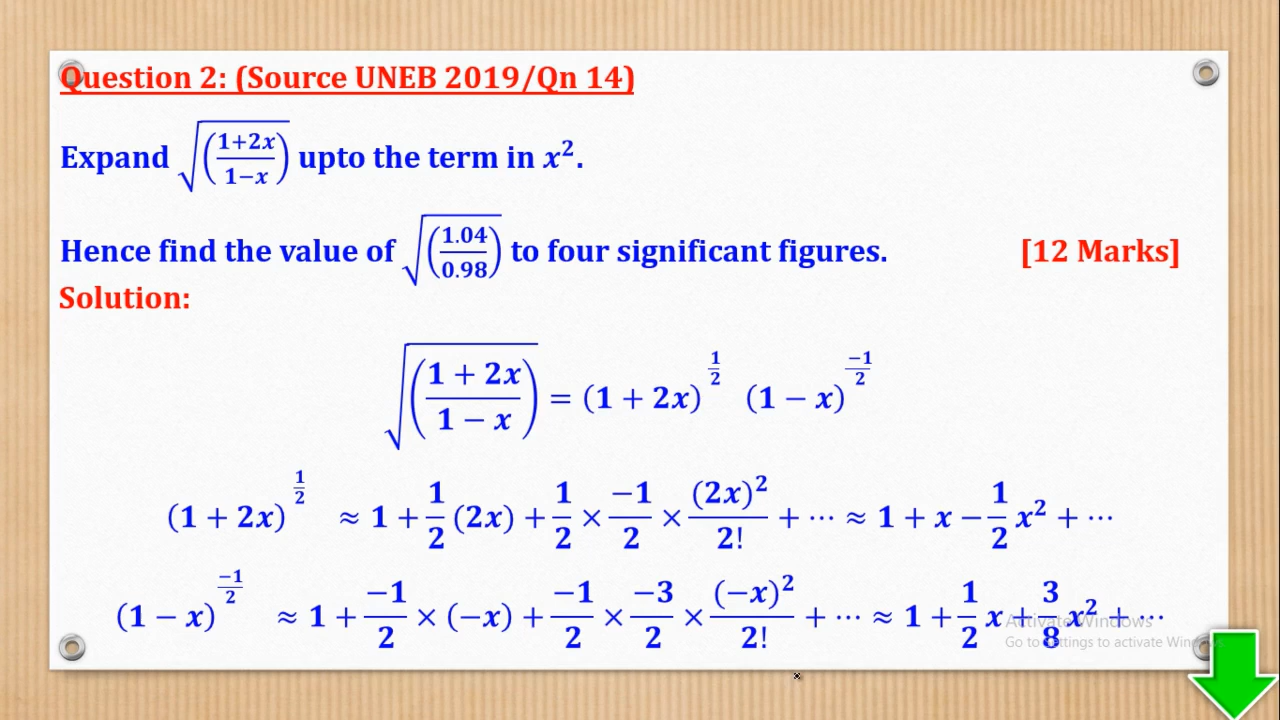 Question 2: (Source UNEB 2019/Qn 14)
Expand √((1+2x)/(1−x)) upto the term in x².
Hence find the value of √((1.04)/(0.98)) to four significant figures. [12 Marks]
Solution:
√((1 + 2x)/(1 − x)) = (1 + 2x)^(1/2) (1 − x)^(−1/2)
(1 + 2x)^(1/2) ≈ 1 + 1/2 (2x) + 1/2 × −1/2 × (2x)²/2! + ⋯ ≈ 1 + x − 1/2 x² + ⋯
(1 − x)^(−1/2) ≈ 1 + −1/2 × (−x) + −1/2 × −3/2 × (−x)²/2! + ⋯ ≈ 1 + 1/2 x + 3/8 x² + ⋯
Activate Windows
Go to Settings to activate Windows.